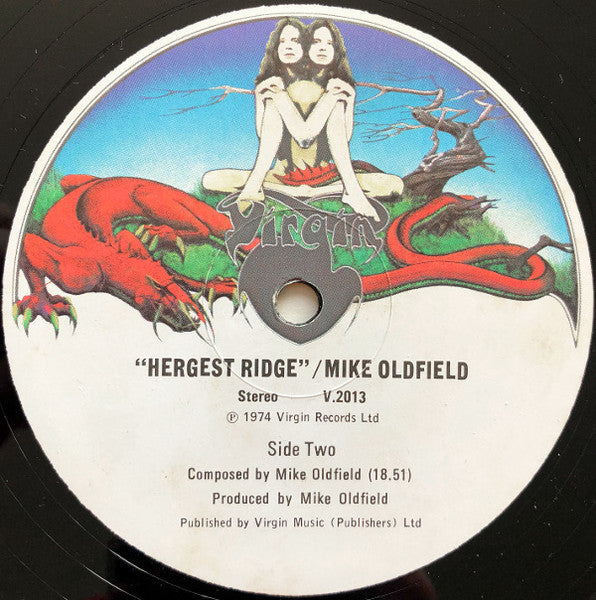 Virgin
"HERGEST RIDGE"/MIKE OLDFIELD
Stereo V.2013
Ⓟ 1974 Virgin Records Ltd
Side Two
Composed by Mike Oldfield (18.51)
Produced by Mike Oldfield
Published by Virgin Music (Publishers) Ltd